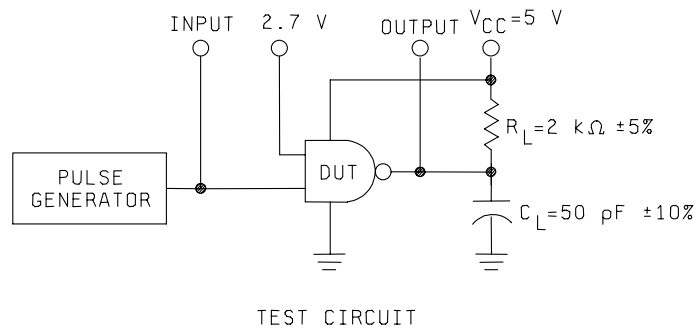 INPUT
2.7 V
OUTPUT
VCC=5 V
RL=2 kΩ ±5%
DUT
PULSE
GENERATOR
CL=50 pF ±10%
TEST CIRCUIT